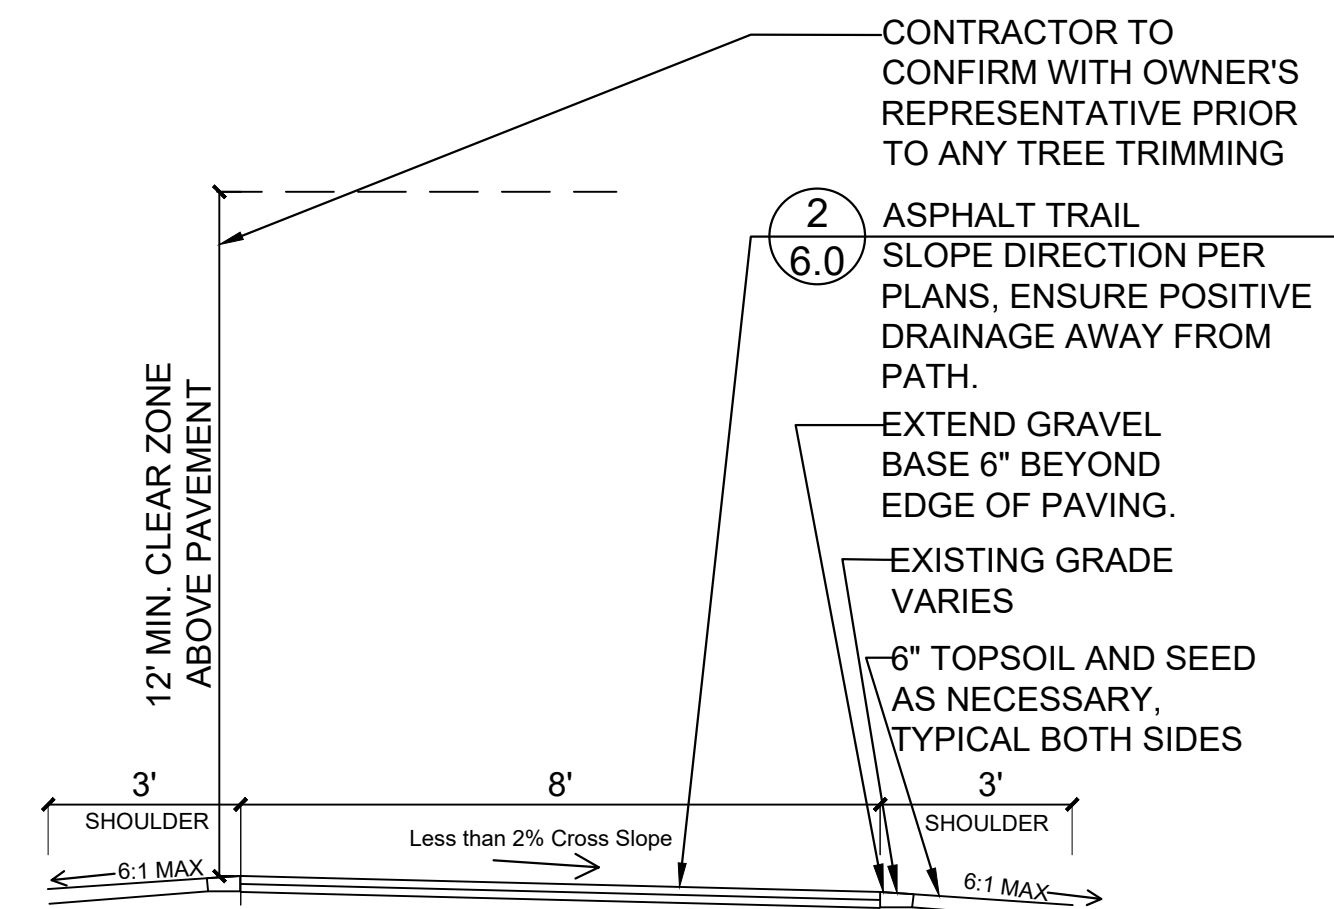 CONTRACTOR TO
CONFIRM WITH OWNER'S
REPRESENTATIVE PRIOR
TO ANY TREE TRIMMING
2
6.0
ASPHALT TRAIL
SLOPE DIRECTION PER
PLANS, ENSURE POSITIVE
DRAINAGE AWAY FROM
PATH.
EXTEND GRAVEL
BASE 6" BEYOND
EDGE OF PAVING.
EXISTING GRADE
VARIES
6" TOPSOIL AND SEED
AS NECESSARY,
TYPICAL BOTH SIDES
12' MIN. CLEAR ZONE
ABOVE PAVEMENT
3'
SHOULDER
8'
3'
SHOULDER
Less than 2% Cross Slope
6:1 MAX
6:1 MAX